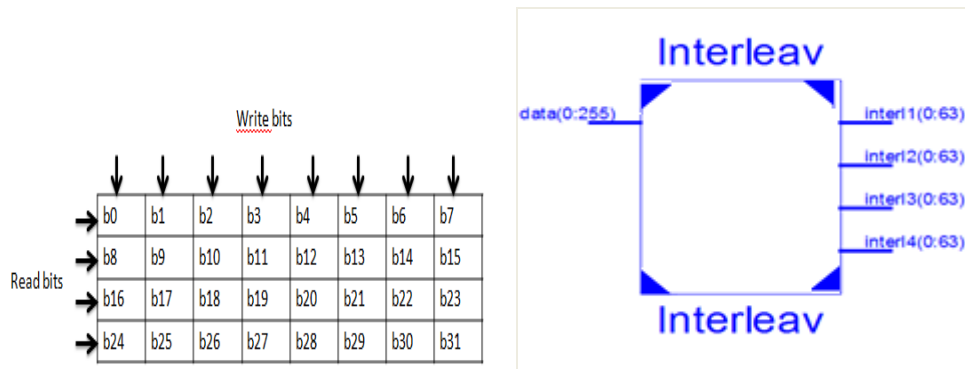 Write bits
b0 b1 b2 b3 b4 b5 b6 b7
b8 b9 b10 b11 b12 b13 b14 b15
Read bits
b16 b17 b18 b19 b20 b21 b22 b23
b24 b25 b26 b27 b28 b29 b30 b31
Interleav
data(0:255)
interl1(0:63)
interl2(0:63)
interl3(0:63)
interl4(0:63)
Interleav